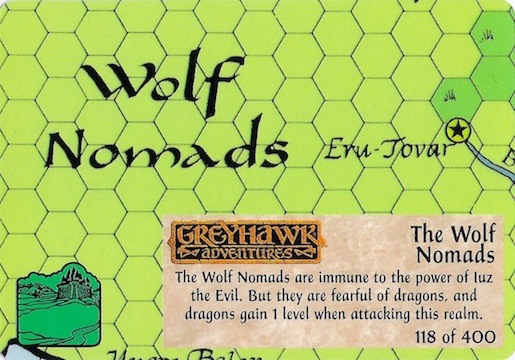 Wolf
Nomads
Eru-Tovar
GREYHAWK
ADVENTURES
The Wolf
Nomads
The Wolf Nomads are immune to the power of Iuz
the Evil. But they are fearful of dragons, and
dragons gain 1 level when attacking this realm.
118 of 400